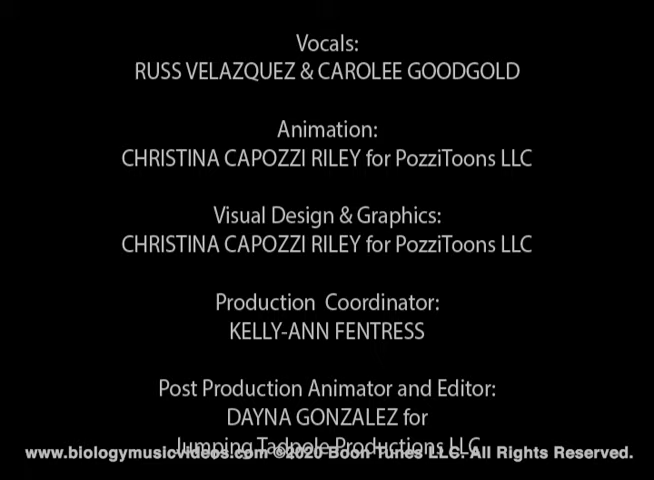 Vocals:
RUSS VELAZQUEZ & CAROLEE GOODGOLD
Animation:
CHRISTINA CAPOZZI RILEY for PozziToons LLC
Visual Design & Graphics:
CHRISTINA CAPOZZI RILEY for PozziToons LLC
Production Coordinator:
KELLY-ANN FENTRESS
Post Production Animator and Editor:
DAYNA GONZALEZ for
Jumping Tadpole Productions LLC
www.biologymusicvideos.com ©2020 Boon Tunes LLC. All Rights Reserved.